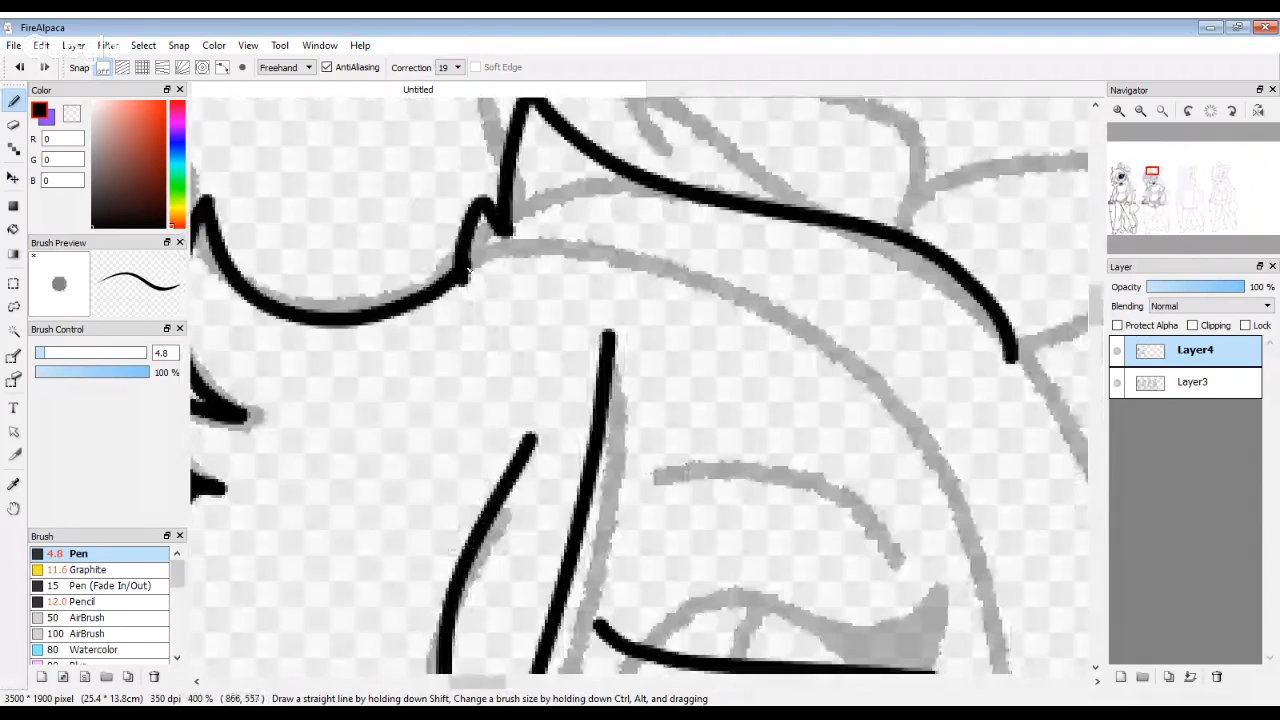 FireAlpaca
File Edit Layer Filter Select Snap Color View Tool Window Help
Snap OFF Freehand AntiAliasing Correction 19 Soft Edge
Color Untitled Navigator
R 0
G 0
B 0
Brush Preview
Layer
Opacity 100 %
Blending Normal
Brush Control
Protect Alpha Clipping Lock
4.8
Layer4
100 %
Layer3
Brush
4.8 Pen
11.6 Graphite
15 Pen (Fade In/Out)
12.0 Pencil
50 AirBrush
100 AirBrush
80 Watercolor
3500 * 1900 pixel (25.4 * 13.8cm) 350 dpi 400 % ( 866, 557 ) Draw a straight line by holding down Shift, Change a brush size by holding down Ctrl, Alt, and dragging